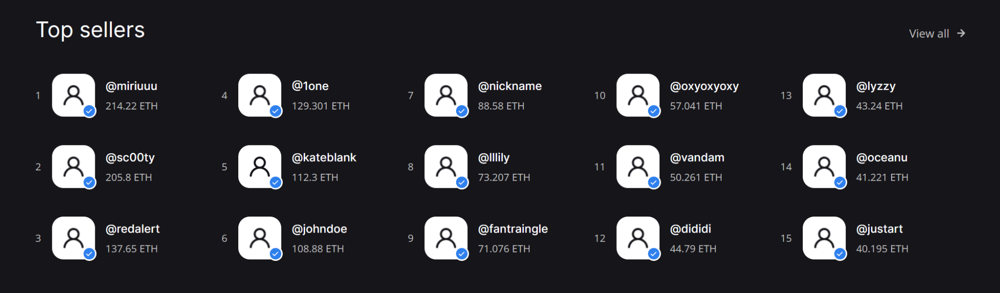 Top sellers
View all
1
@miriuuu
214.22 ETH
2
@sc00ty
205.8 ETH
3
@redalert
137.65 ETH
4
@1one
129.301 ETH
5
@kateblank
112.3 ETH
6
@johndoe
108.88 ETH
7
@nickname
88.58 ETH
8
@lllily
73.207 ETH
9
@fantraingle
71.076 ETH
10
@oxyoxyoxy
57.041 ETH
11
@vandam
50.261 ETH
12
@dididi
44.79 ETH
13
@lyzzy
43.24 ETH
14
@oceanu
41.221 ETH
15
@justart
40.195 ETH